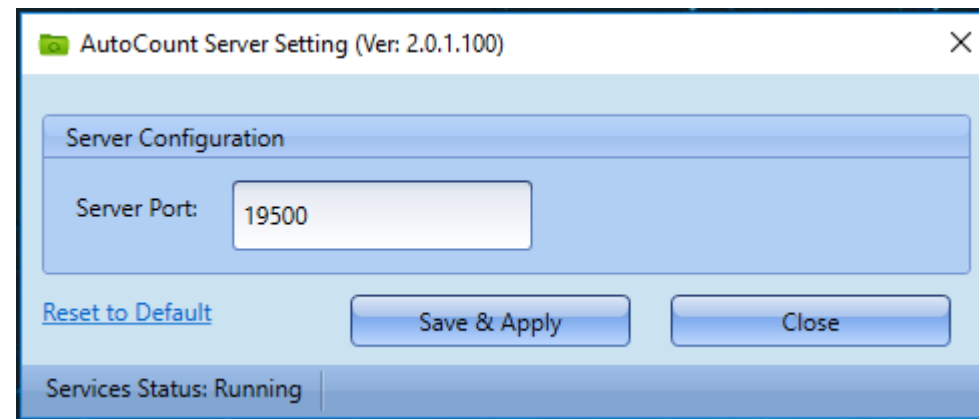 AutoCount Server Setting (Ver: 2.0.1.100)
Server Configuration
Server Port:
19500
Reset to Default
Save & Apply
Close
Services Status: Running